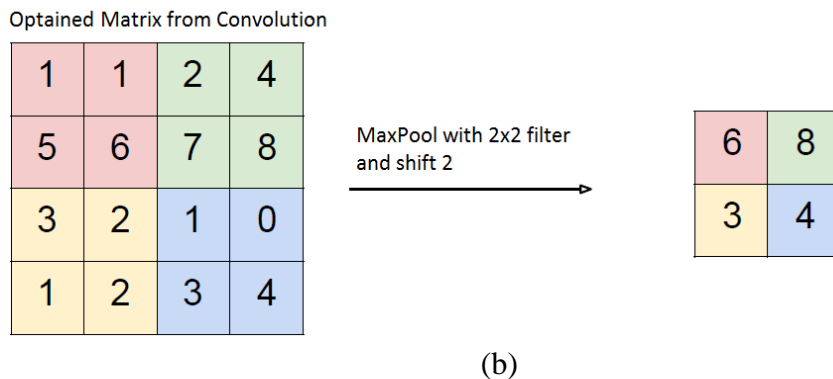 Optained Matrix from Convolution
1 1 2 4
5 6 7 8
3 2 1 0
1 2 3 4
MaxPool with 2x2 filter
and shift 2
6 8
3 4
(b)